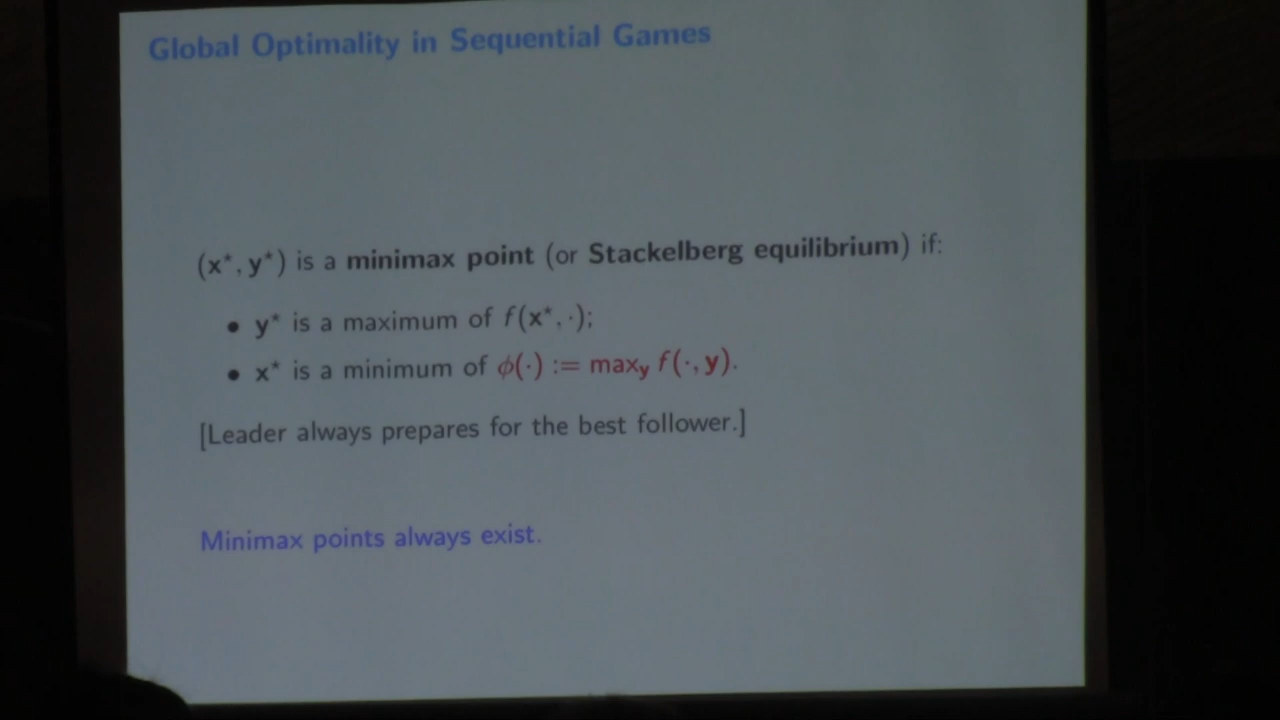 Global Optimality in Sequential Games
(x*, y*) is a minimax point (or Stackelberg equilibrium) if:
• y* is a maximum of f(x*, ·);
• x* is a minimum of ϕ(·) := max_y f(·, y).
[Leader always prepares for the best follower.]
Minimax points always exist.